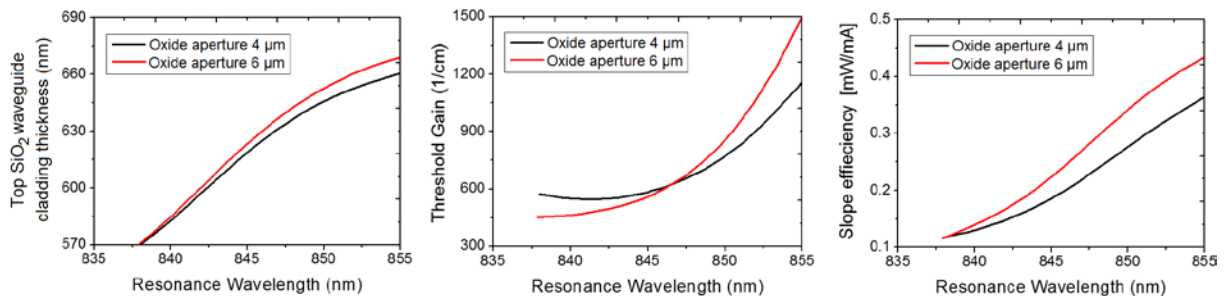 Top SiO2 waveguide
cladding thickness (nm)
690
660
630
600
570
Oxide aperture 4 µm
Oxide aperture 6 µm
835 840 845 850 855
Resonance Wavelength (nm)
Threshold Gain (1/cm)
1500
1200
900
600
300
Oxide aperture 4 µm
Oxide aperture 6 µm
835 840 845 850 855
Resonance Wavelength (nm)
Slope effieciency [mW/mA]
0.5
0.4
0.3
0.2
0.1
Oxide aperture 4 µm
Oxide aperture 6 µm
835 840 845 850 855
Resonance Wavelength (nm)